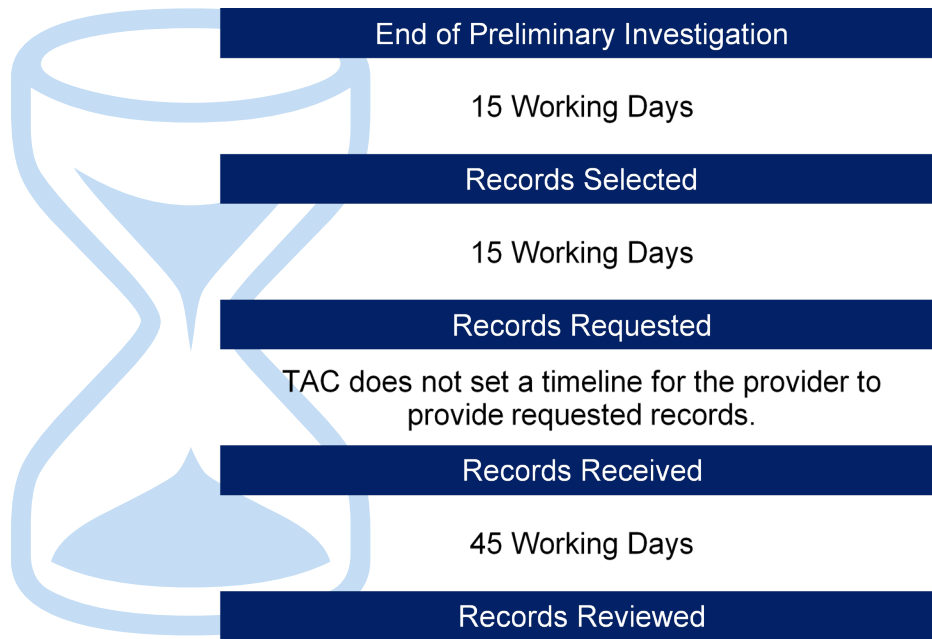 End of Preliminary Investigation
15 Working Days
Records Selected
15 Working Days
Records Requested
TAC does not set a timeline for the provider to
provide requested records.
Records Received
45 Working Days
Records Reviewed